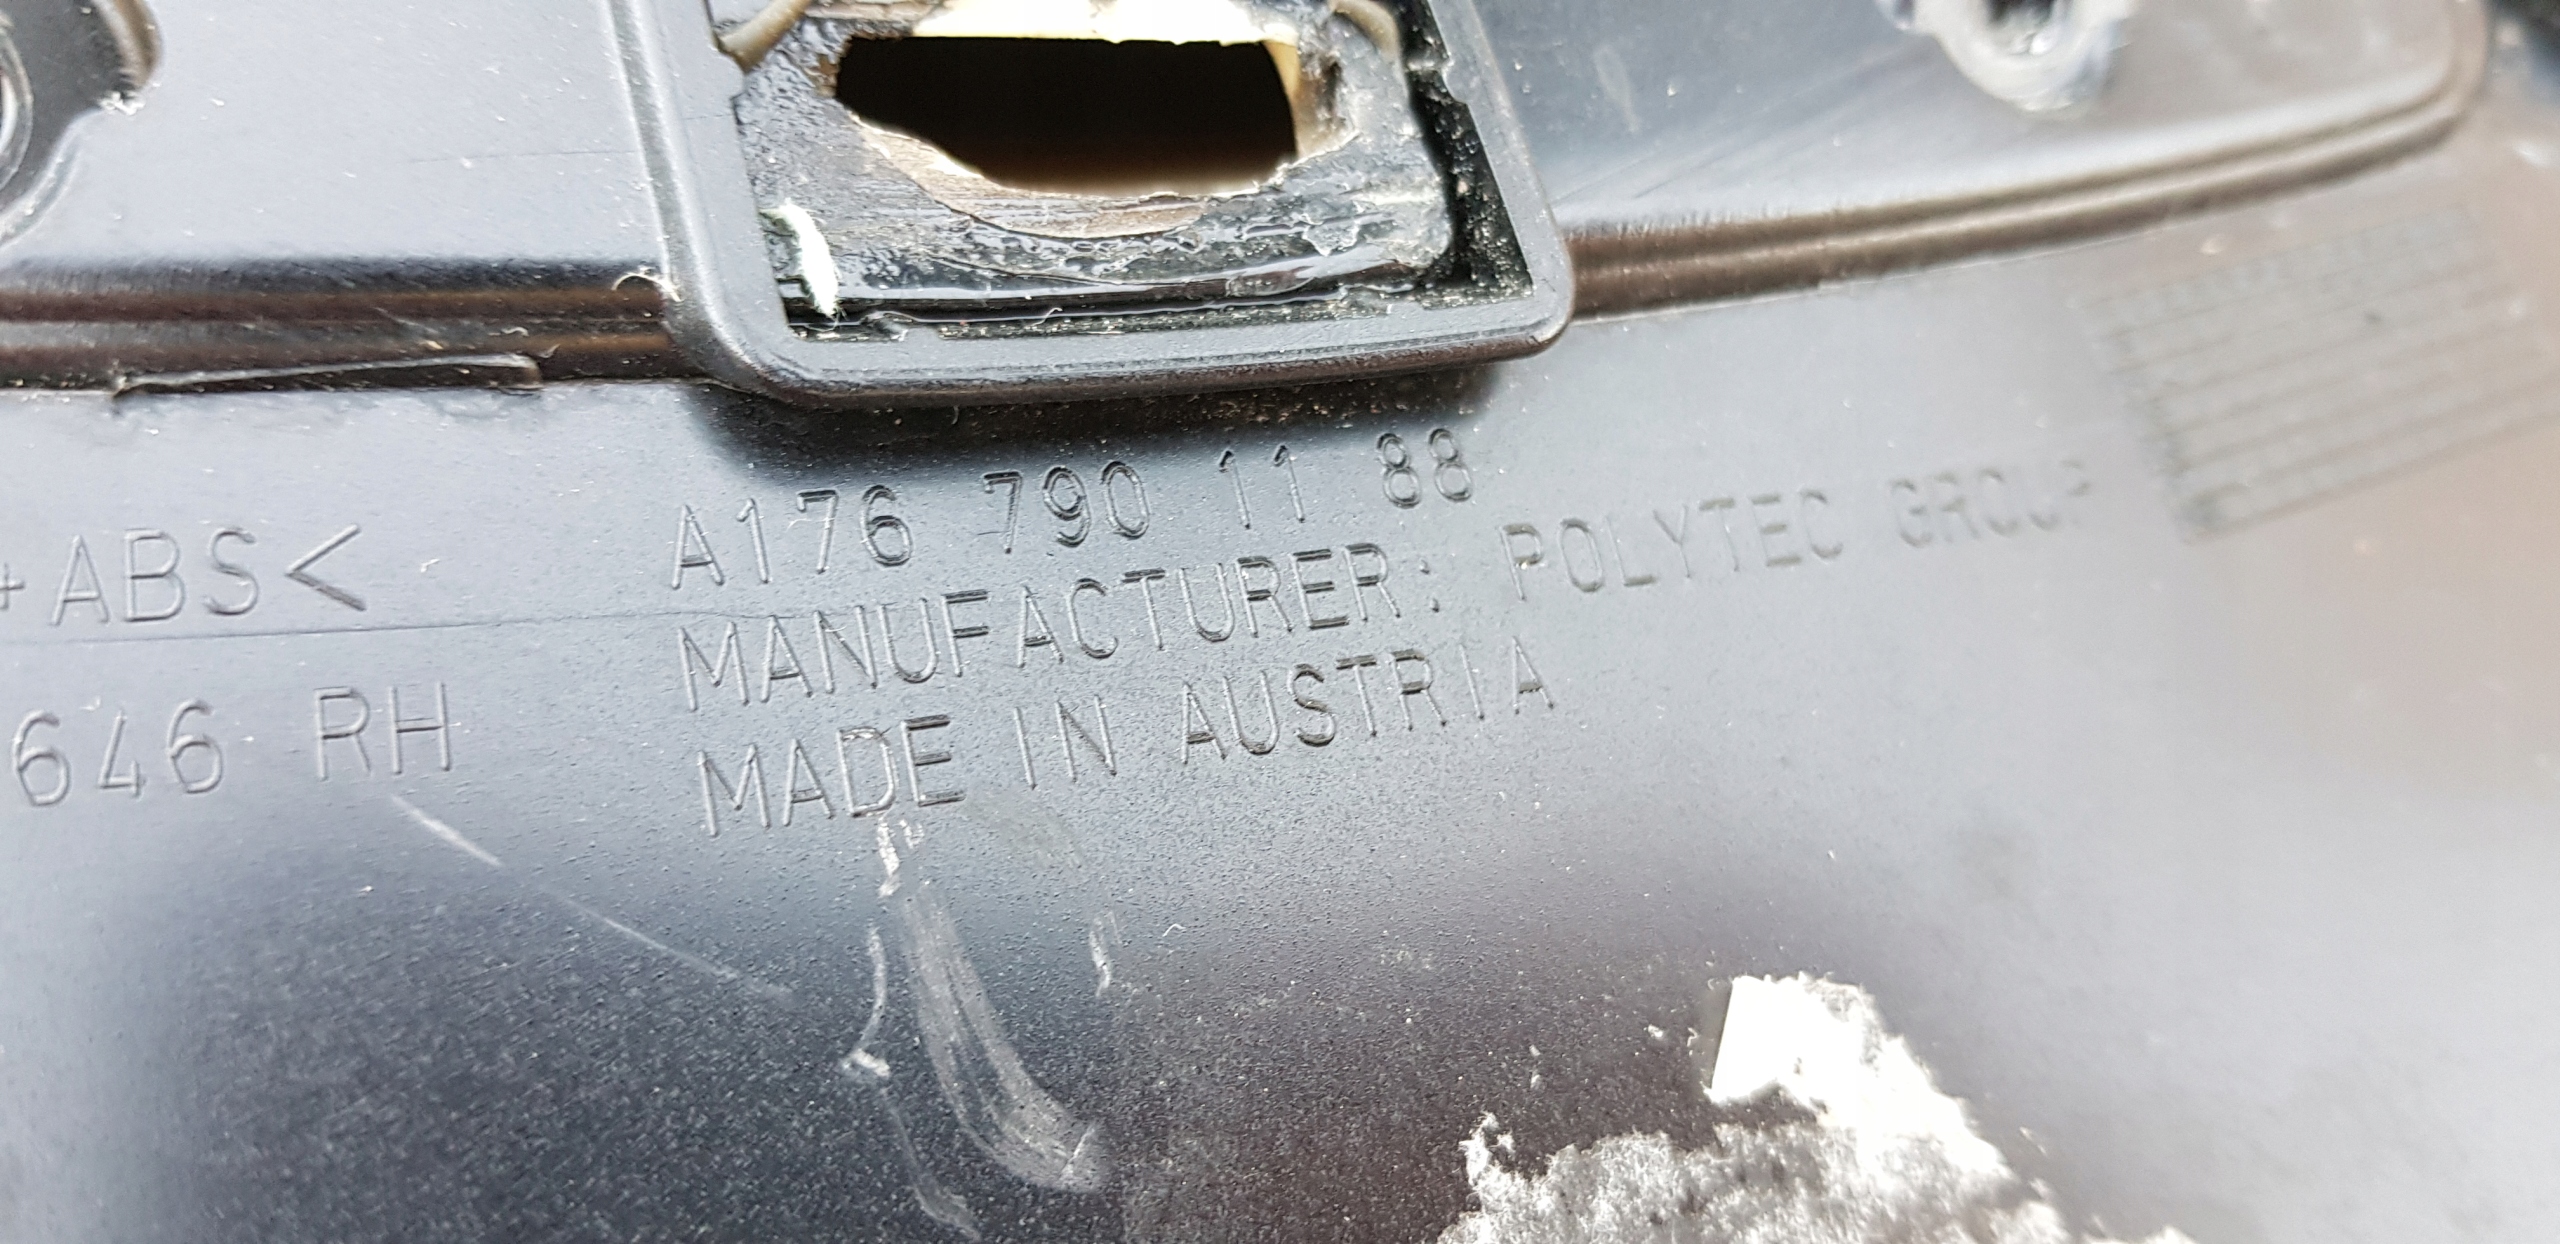 +ABS<
646 RH
A176 790 11 88
MANUFACTURER: POLYTEC GROUP
MADE IN AUSTRIA